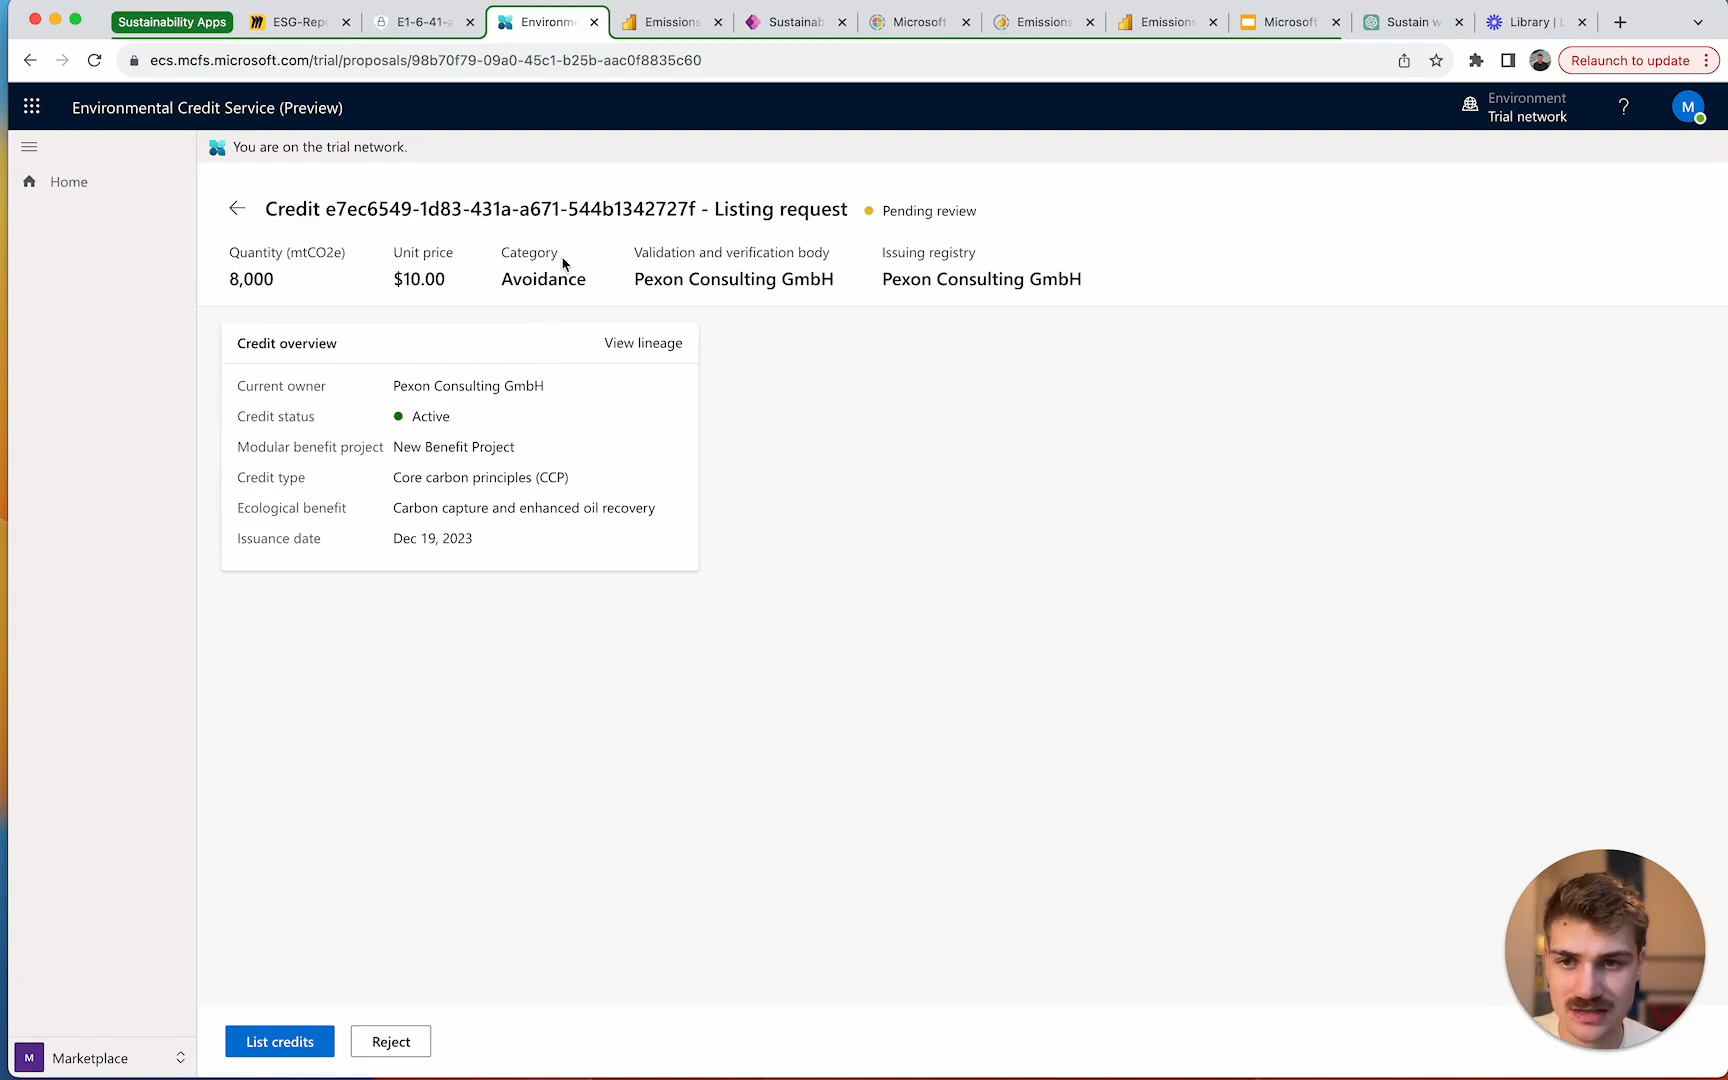 Sustainability Apps
ESG-Rep
E1-6-41-a
Environm
Emissions
Sustainab
Microsoft
Emissions
Emissions
Microsoft
Sustain w
Library | L
ecs.mcfs.microsoft.com/trial/proposals/98b70f79-09a0-45c1-b25b-aac0f8835c60
Relaunch to update
Environmental Credit Service (Preview)
Environment
Trial network
?
M
You are on the trial network.
Home
Credit e7ec6549-1d83-431a-a671-544b1342727f - Listing request
Pending review
Quantity (mtCO2e)
Unit price
Category
Validation and verification body
Issuing registry
8,000
$10.00
Avoidance
Pexon Consulting GmbH
Pexon Consulting GmbH
Credit overview
View lineage
Current owner
Pexon Consulting GmbH
Credit status
Active
Modular benefit project
New Benefit Project
Credit type
Core carbon principles (CCP)
Ecological benefit
Carbon capture and enhanced oil recovery
Issuance date
Dec 19, 2023
List credits
Reject
M
Marketplace